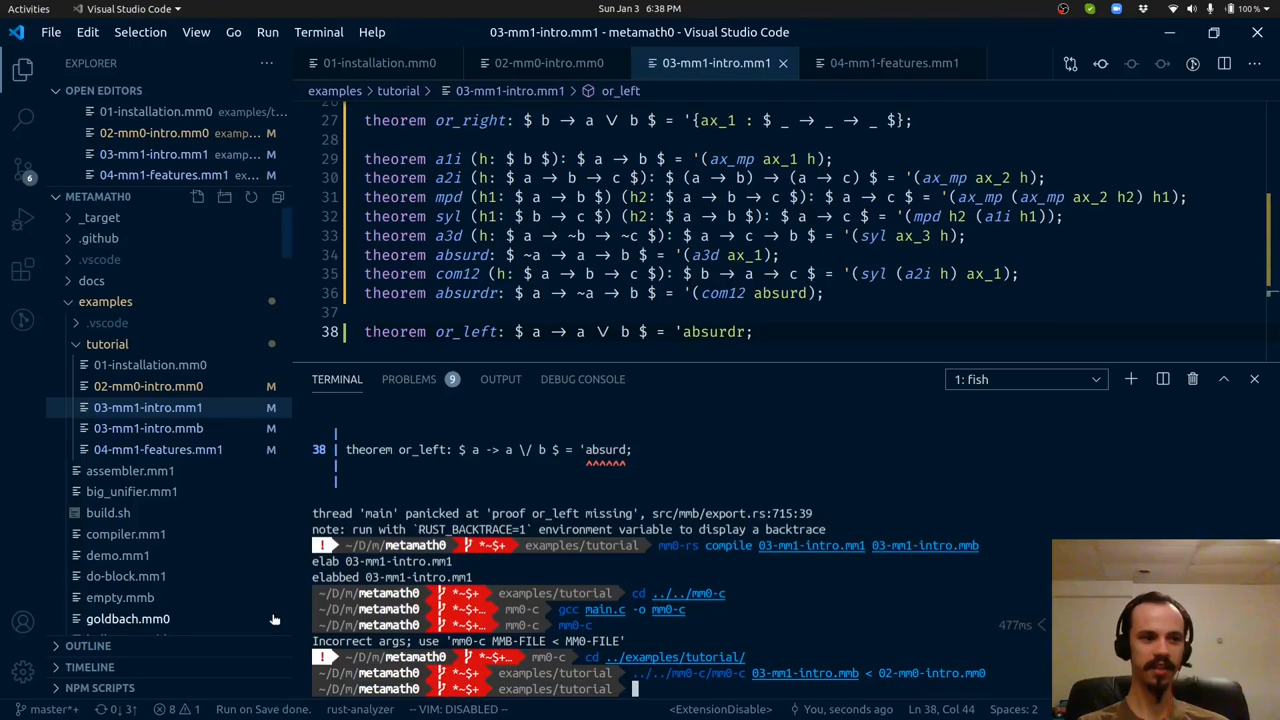 Activities Visual Studio Code Sun Jan 3 6:38 PM 100 %
File Edit Selection View Go Run Terminal Help 03-mm1-intro.mm1 - metamath0 - Visual Studio Code
EXPLORER
01-installation.mm0 02-mm0-intro.mm0 03-mm1-intro.mm1 04-mm1-features.mm1
OPEN EDITORS
01-installation.mm0 examples/t...
02-mm0-intro.mm0 examp... M
03-mm1-intro.mm1 examp... M
04-mm1-features.mm1 M
6
METAMATH0
_target
.github
.vscode
docs
examples
.vscode
tutorial
01-installation.mm0
02-mm0-intro.mm0 M
03-mm1-intro.mm1 M
03-mm1-intro.mmb M
04-mm1-features.mm1 M
assembler.mm1
big_unifier.mm1
build.sh
compiler.mm1
demo.mm1
do-block.mm1
empty.mmb
goldbach.mm0
OUTLINE
TIMELINE
NPM SCRIPTS
examples > tutorial > 03-mm1-intro.mm1 > or_left
27 theorem or_right: $ b → a ∨ b $ = '{ax_1 : $ _ → _ → _ $};
28
29 theorem a1i (h: $ b $): $ a → b $ = '(ax_mp ax_1 h);
30 theorem a2i (h: $ a → b → c $): $ (a → b) → (a → c) $ = '(ax_mp ax_2 h);
31 theorem mpd (h1: $ a → b $) (h2: $ a → b → c $): $ a → c $ = '(ax_mp (ax_mp ax_2 h2) h1);
32 theorem syl (h1: $ b → c $) (h2: $ a → b $): $ a → c $ = '(mpd h2 (a1i h1));
33 theorem a3d (h: $ a → ~b → ~c $): $ a → c → b $ = '(syl ax_3 h);
34 theorem absurd: $ ~a → a → b $ = '(a3d ax_1);
35 theorem com12 (h: $ a → b → c $): $ b → a → c $ = '(syl (a2i h) ax_1);
36 theorem absurdr: $ a → ~a → b $ = '(com12 absurd);
37
38 theorem or_left: $ a → a ∨ b $ = 'absurdr;
TERMINAL PROBLEMS 9 OUTPUT DEBUG CONSOLE 1: fish
|
38 | theorem or_left: $ a -> a \/ b $ = 'absurd;
| ^^^^^^
|
thread 'main' panicked at 'proof or_left missing', src/mmb/export.rs:715:39
note: run with `RUST_BACKTRACE=1` environment variable to display a backtrace
! ~/D/m/metamath0 *~$+ examples/tutorial mm0-rs compile 03-mm1-intro.mm1 03-mm1-intro.mmb
elab 03-mm1-intro.mm1
elabbed 03-mm1-intro.mm1
~/D/m/metamath0 *~$+ examples/tutorial cd ../../mm0-c
~/D/m/metamath0 *~$+... mm0-c gcc main.c -o mm0-c
~/D/m/metamath0 *~$+... mm0-c mm0-c 477ms <
Incorrect args; use 'mm0-c MMB-FILE < MM0-FILE'
! ~/D/m/metamath0 *~$+... mm0-c cd ../examples/tutorial/
~/D/m/metamath0 *~$+ examples/tutorial ../../mm0-c/mm0-c 03-mm1-intro.mmb < 02-mm0-intro.mm0
~/D/m/metamath0 *~$+ examples/tutorial
master*+ 0↓ 3↑ 8 1 Run on Save done. rust-analyzer -- VIM: DISABLED -- <ExtensionDisable> You, seconds ago Ln 38, Col 44 Spaces: 2